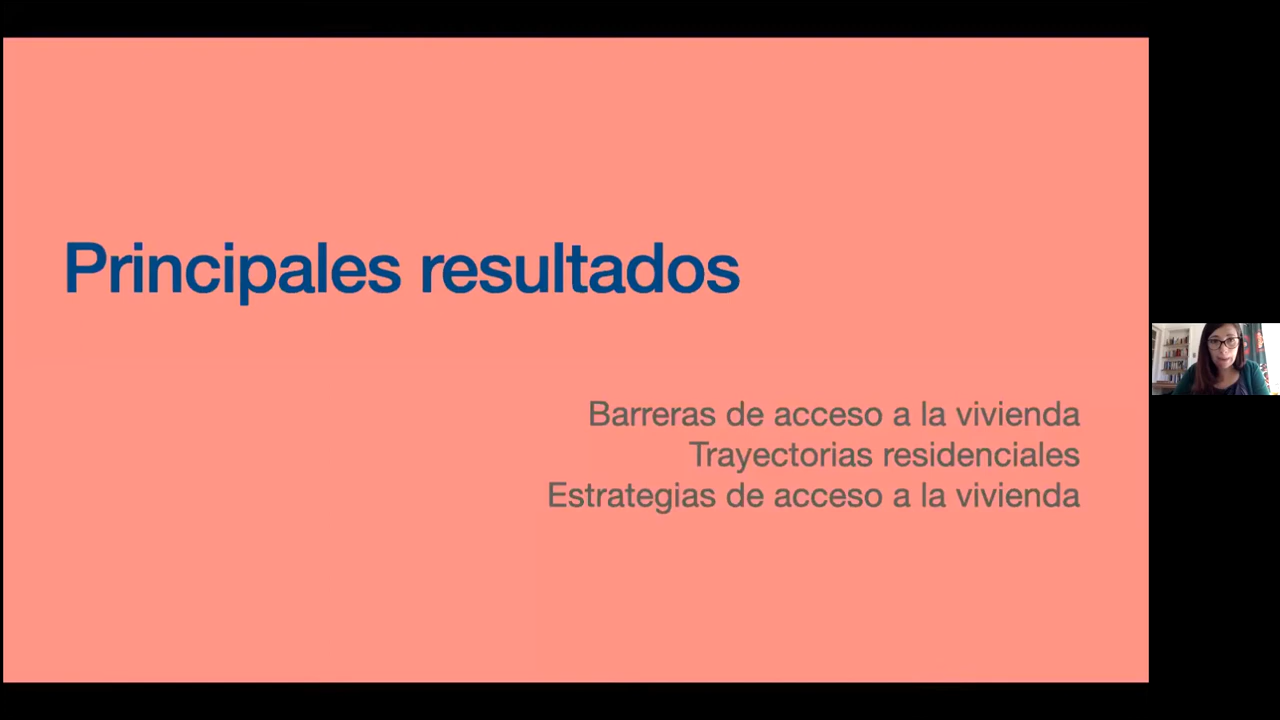 Principales resultados
Barreras de acceso a la vivienda
Trayectorias residenciales
Estrategias de acceso a la vivienda